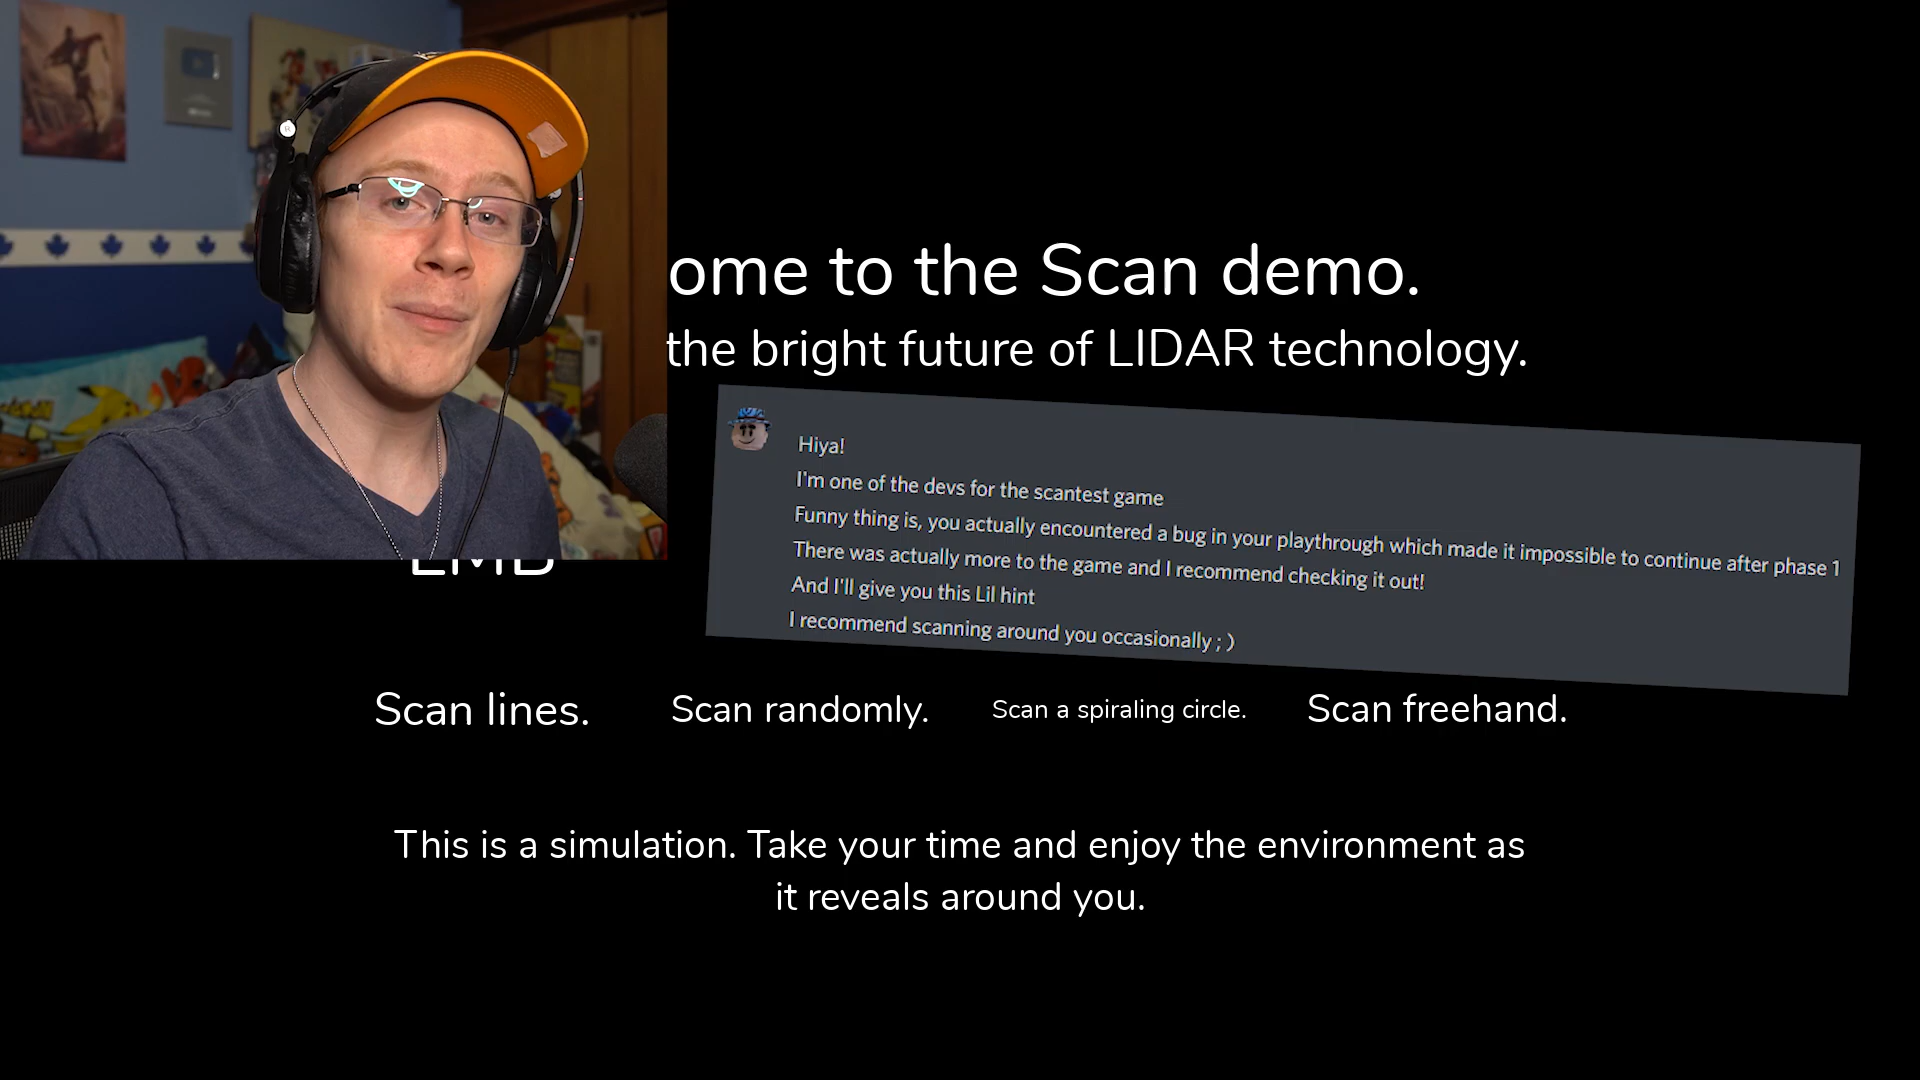 ome to the Scan demo.
the bright future of LIDAR technology.
Hiya!
I'm one of the devs for the scantest game
Funny thing is, you actually encountered a bug in your playthrough which made it impossible to continue after phase 1
There was actually more to the game and I recommend checking it out!
And I'll give you this Lil hint
I recommend scanning around you occasionally ; )
LMB
Scan lines.
Scan randomly.
Scan a spiraling circle.
Scan freehand.
This is a simulation. Take your time and enjoy the environment as
it reveals around you.